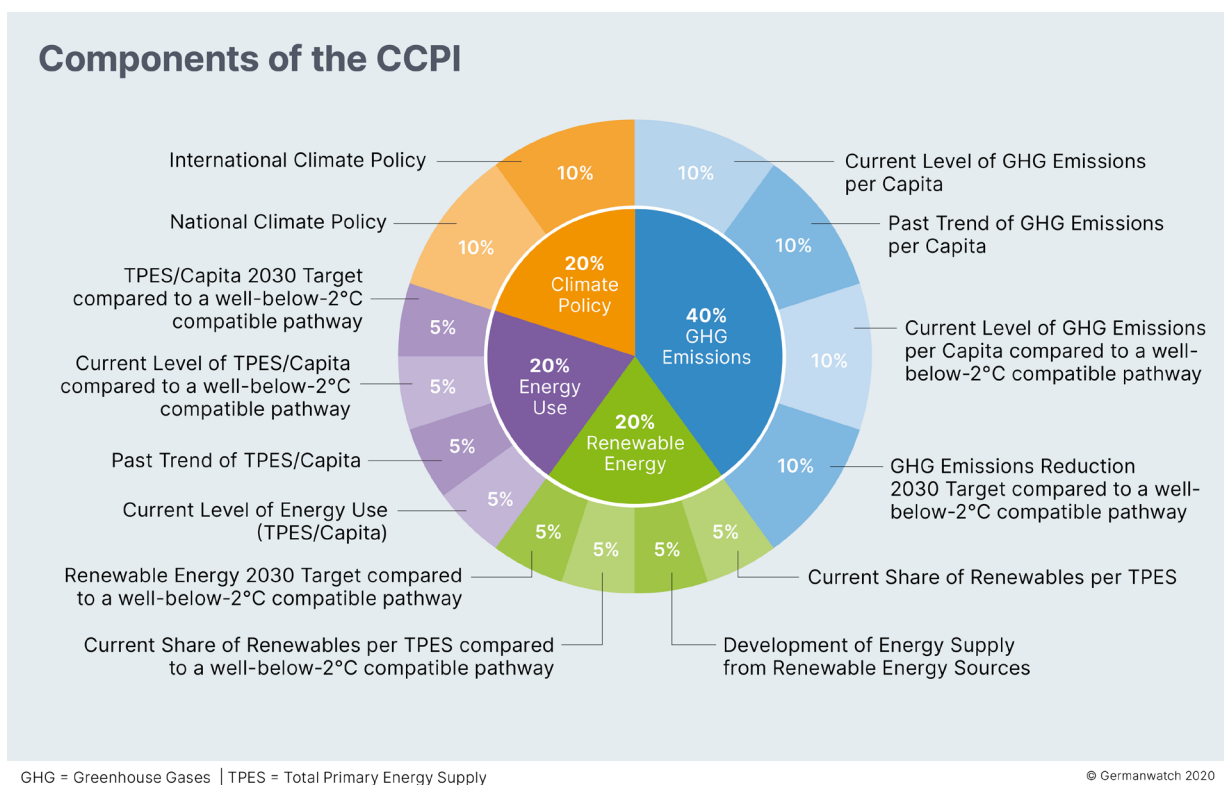 Components of the CCPI
International Climate Policy
10%
10%
Current Level of GHG Emissions
per Capita
National Climate Policy
10%
10%
Past Trend of GHG Emissions
per Capita
20%
Climate
Policy
TPES/Capita 2030 Target
compared to a well-below-2°C
compatible pathway
5%
40%
GHG
Emissions
10%
Current Level of GHG Emissions
per Capita compared to a well-
below-2°C compatible pathway
Current Level of TPES/Capita
compared to a well-below-2°C
compatible pathway
5%
20%
Energy
Use
20%
Renewable
Energy
Past Trend of TPES/Capita
5%
10%
GHG Emissions Reduction
2030 Target compared to a well-
below-2°C compatible pathway
Current Level of Energy Use
(TPES/Capita)
5%
5%
5%
5%
5%
Renewable Energy 2030 Target compared
to a well-below-2°C compatible pathway
Current Share of Renewables per TPES
Current Share of Renewables per TPES compared
to a well-below-2°C compatible pathway
Development of Energy Supply
from Renewable Energy Sources
GHG = Greenhouse Gases | TPES = Total Primary Energy Supply
© Germanwatch 2020